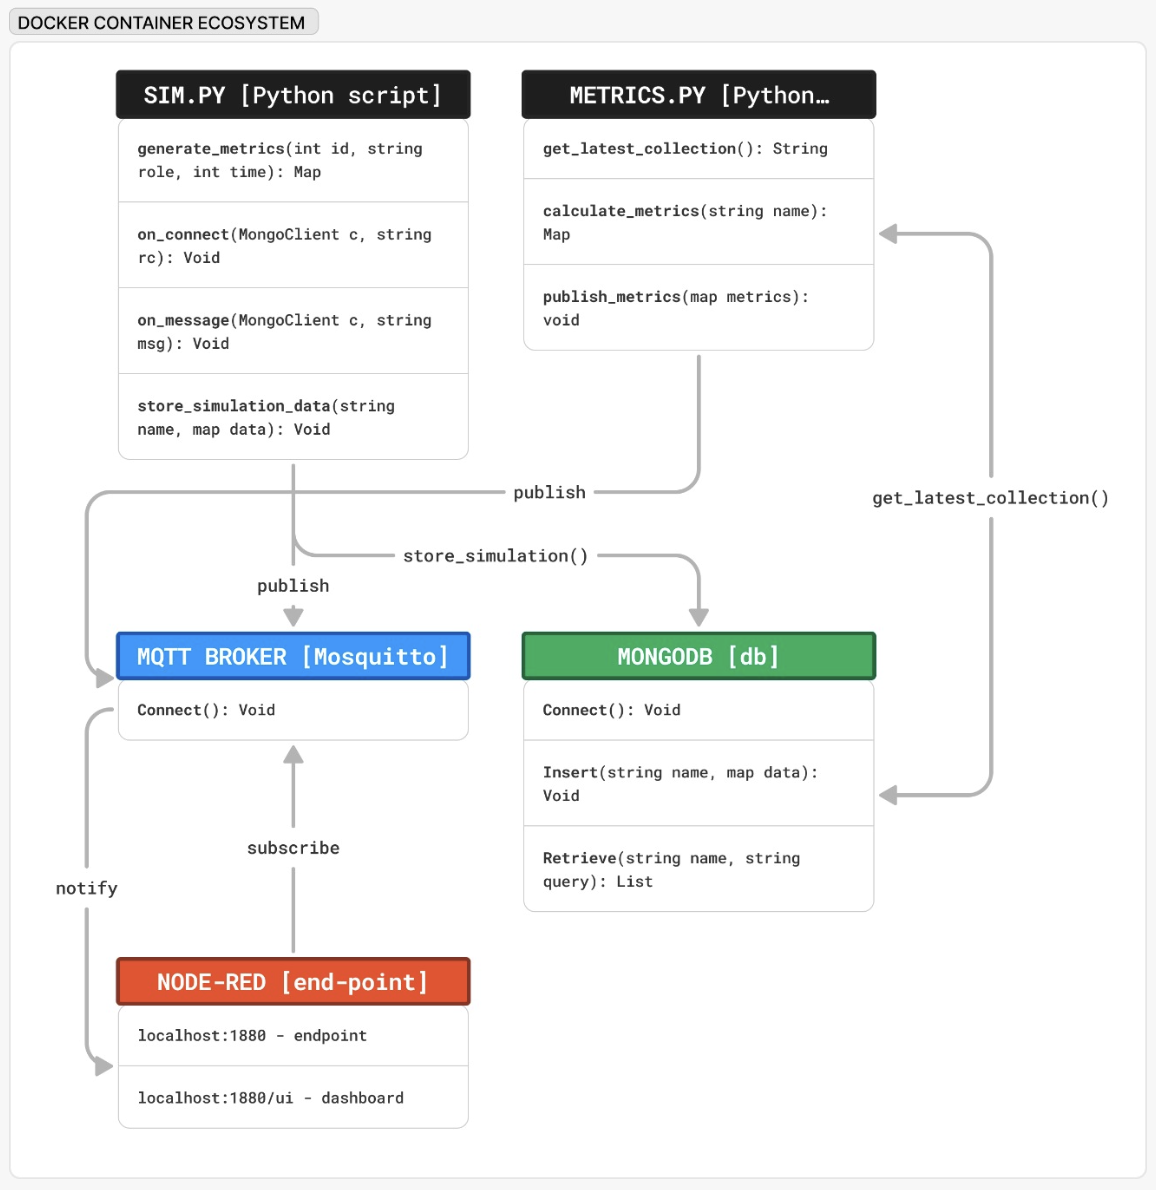 DOCKER CONTAINER ECOSYSTEM
SIM.PY [Python script]
generate_metrics(int id, string
role, int time): Map
on_connect(MongoClient c, string
rc): Void
on_message(MongoClient c, string
msg): Void
store_simulation_data(string
name, map data): Void
METRICS.PY [Python…
get_latest_collection(): String
calculate_metrics(string name):
Map
publish_metrics(map metrics):
void
publish
get_latest_collection()
store_simulation()
publish
MQTT BROKER [Mosquitto]
Connect(): Void
MONGODB [db]
Connect(): Void
Insert(string name, map data):
Void
Retrieve(string name, string
query): List
subscribe
notify
NODE-RED [end-point]
localhost:1880 - endpoint
localhost:1880/ui - dashboard